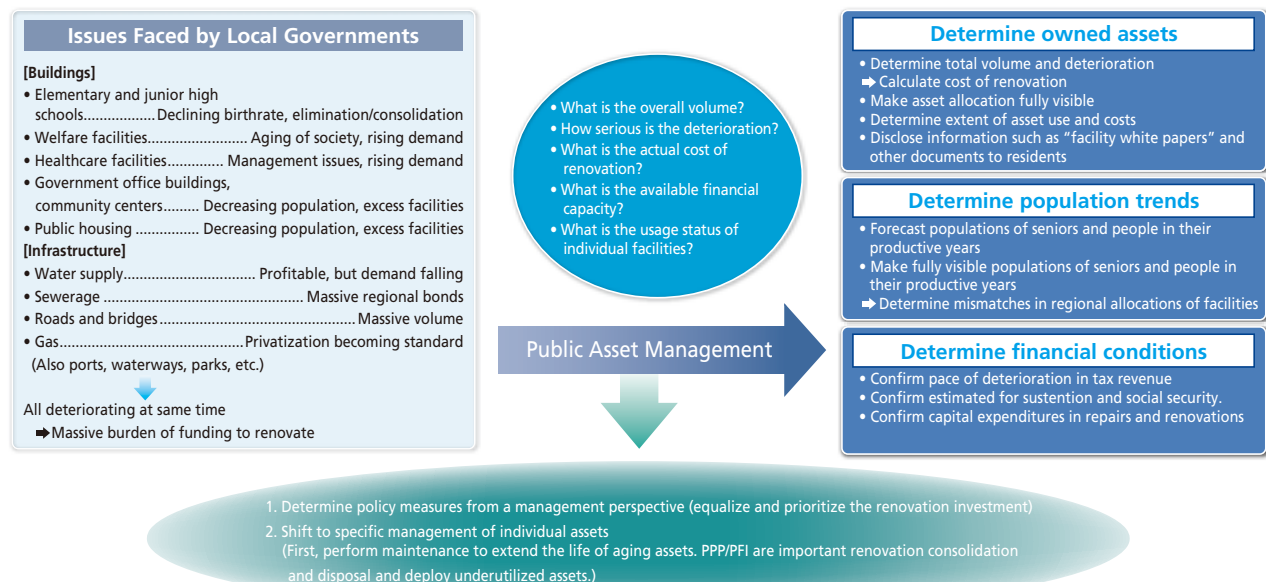 Issues Faced by Local Governments
[Buildings]
• Elementary and junior high
schools................. Declining birthrate, elimination/consolidation
• Welfare facilities........................ Aging of society, rising demand
• Healthcare facilities............. Management issues, rising demand
• Government office buildings,
community centers......... Decreasing population, excess facilities
• Public housing ............... Decreasing population, excess facilities
[Infrastructure]
• Water supply................................ Profitable, but demand falling
• Sewerage ................................................ Massive regional bonds
• Roads and bridges............................................... Massive volume
• Gas............................................Privatization becoming standard
(Also ports, waterways, parks, etc.)
All deteriorating at same time
➡Massive burden of funding to renovate
• What is the overall volume?
• How serious is the deterioration?
• What is the actual cost of
renovation?
• What is the available financial
capacity?
• What is the usage status of
individual facilities?
Public Asset Management
Determine owned assets
• Determine total volume and deterioration
➡ Calculate cost of renovation
• Make asset allocation fully visible
• Determine extent of asset use and costs
• Disclose information such as “facility white papers” and
other documents to residents
Determine population trends
• Forecast populations of seniors and people in their
productive years
• Make fully visible populations of seniors and people in
their productive years
➡ Determine mismatches in regional allocations of facilities
Determine financial conditions
• Confirm pace of deterioration in tax revenue
• Confirm estimated for sustention and social security.
• Confirm capital expenditures in repairs and renovations
1. Determine policy measures from a management perspective (equalize and prioritize the renovation investment)
2. Shift to specific management of individual assets
(First, perform maintenance to extend the life of aging assets. PPP/PFI are important renovation consolidation
and disposal and deploy underutilized assets.)